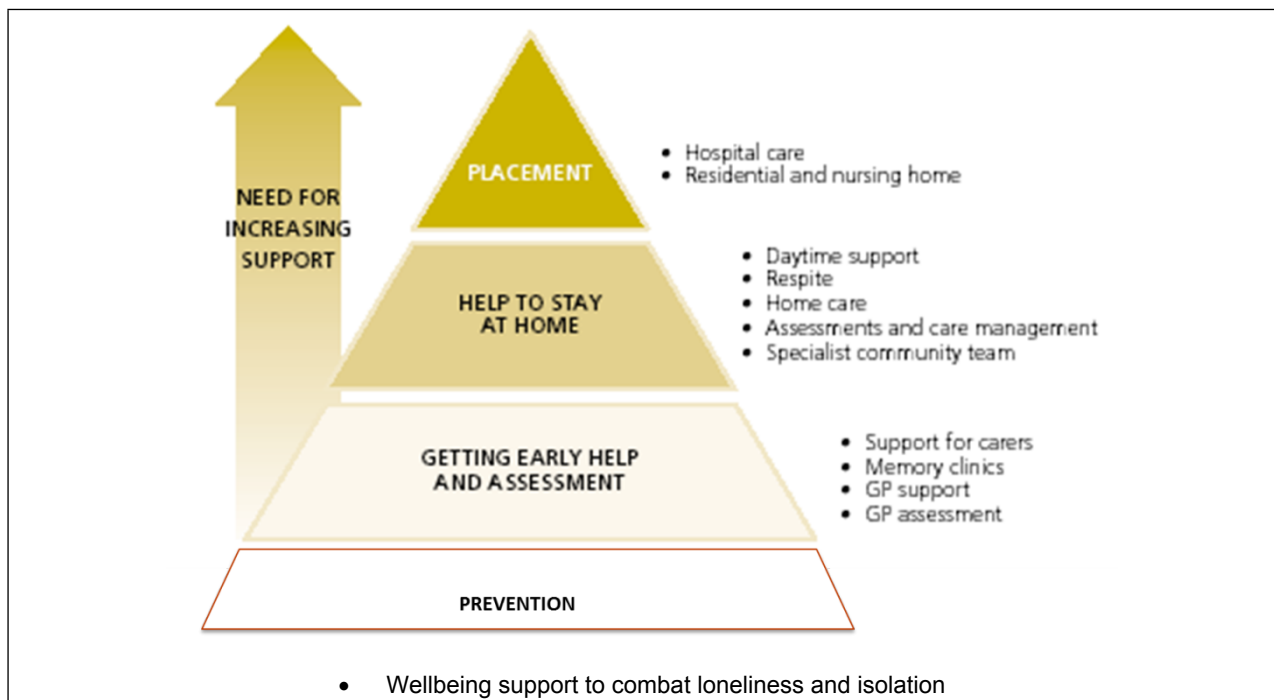 PLACEMENT
• Hospital care
• Residential and nursing home
NEED FOR
INCREASING
SUPPORT
HELP TO STAY
AT HOME
• Daytime support
• Respite
• Home care
• Assessments and care management
• Specialist community team
GETTING EARLY HELP
AND ASSESSMENT
• Support for carers
• Memory clinics
• GP support
• GP assessment
PREVENTION
• Wellbeing support to combat loneliness and isolation